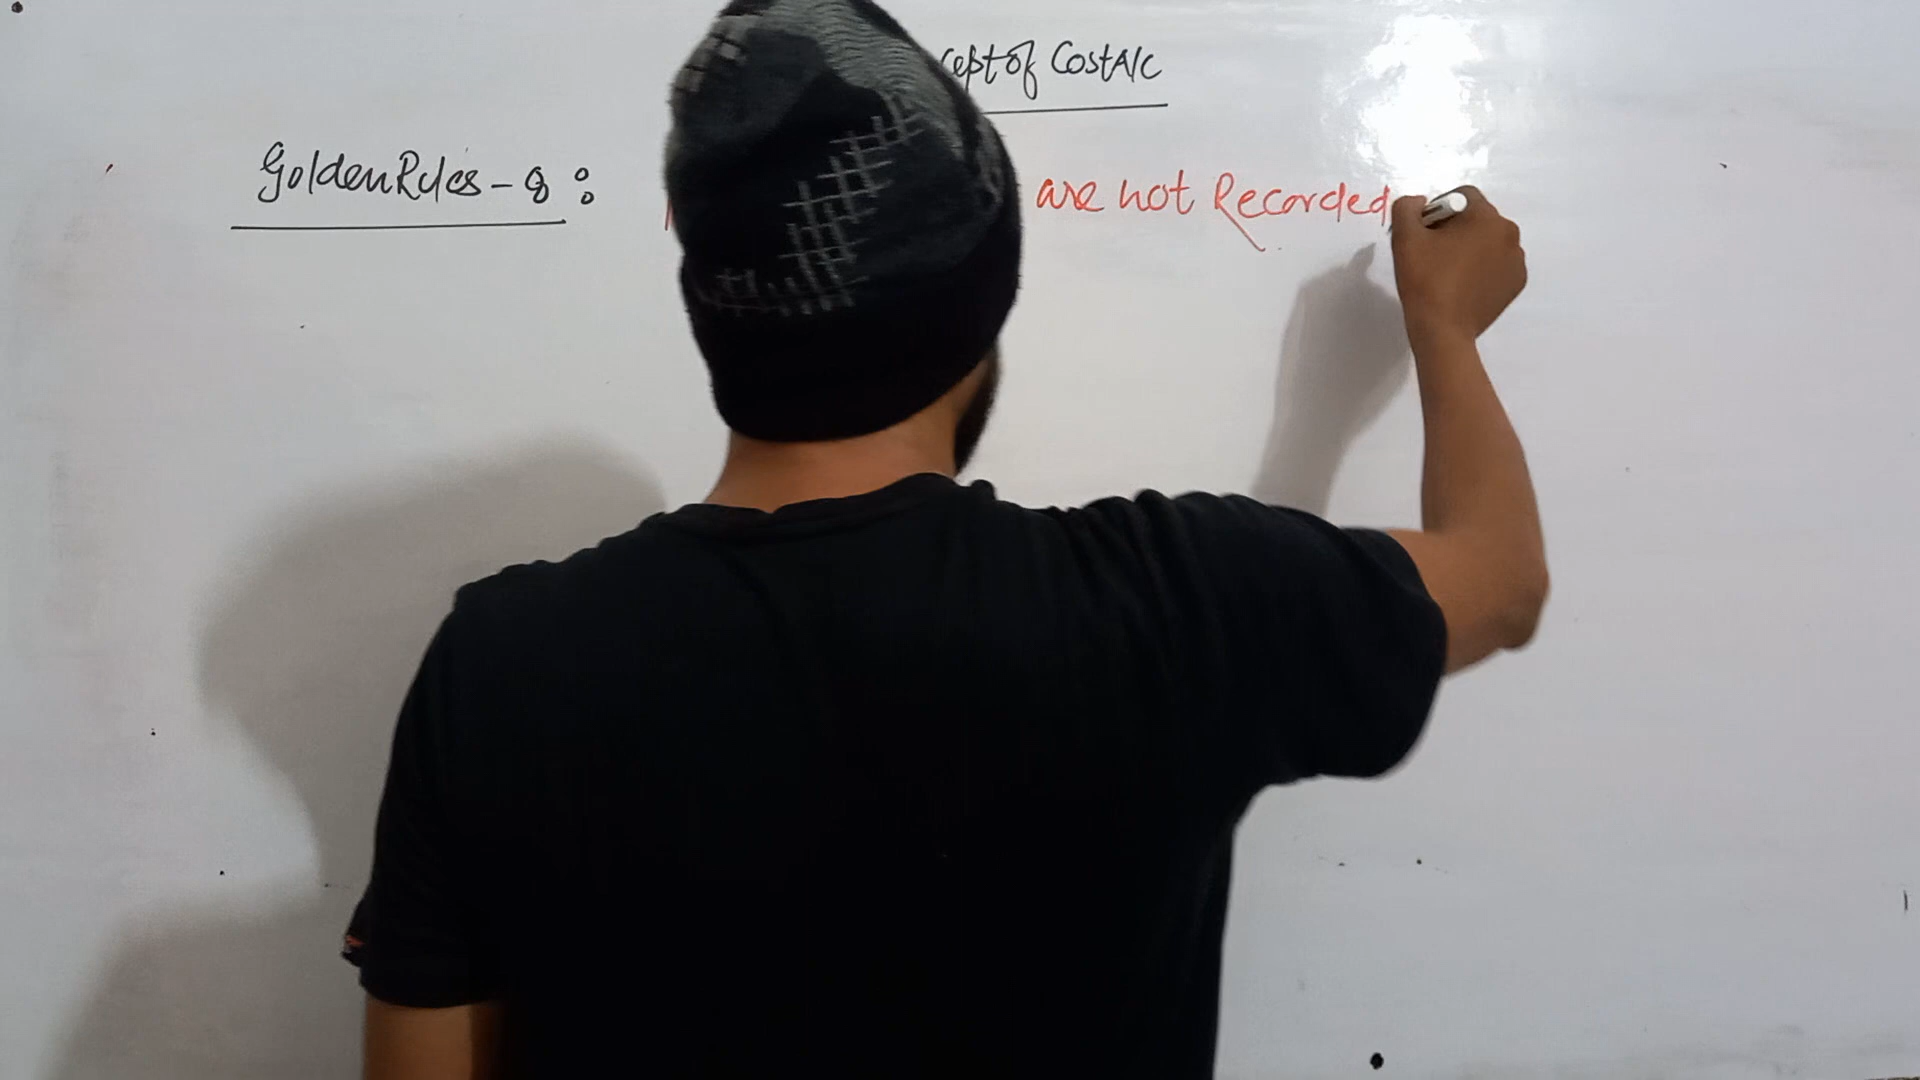 cept of Cost A/C
Golden Rules - 8 :
are not Recorded